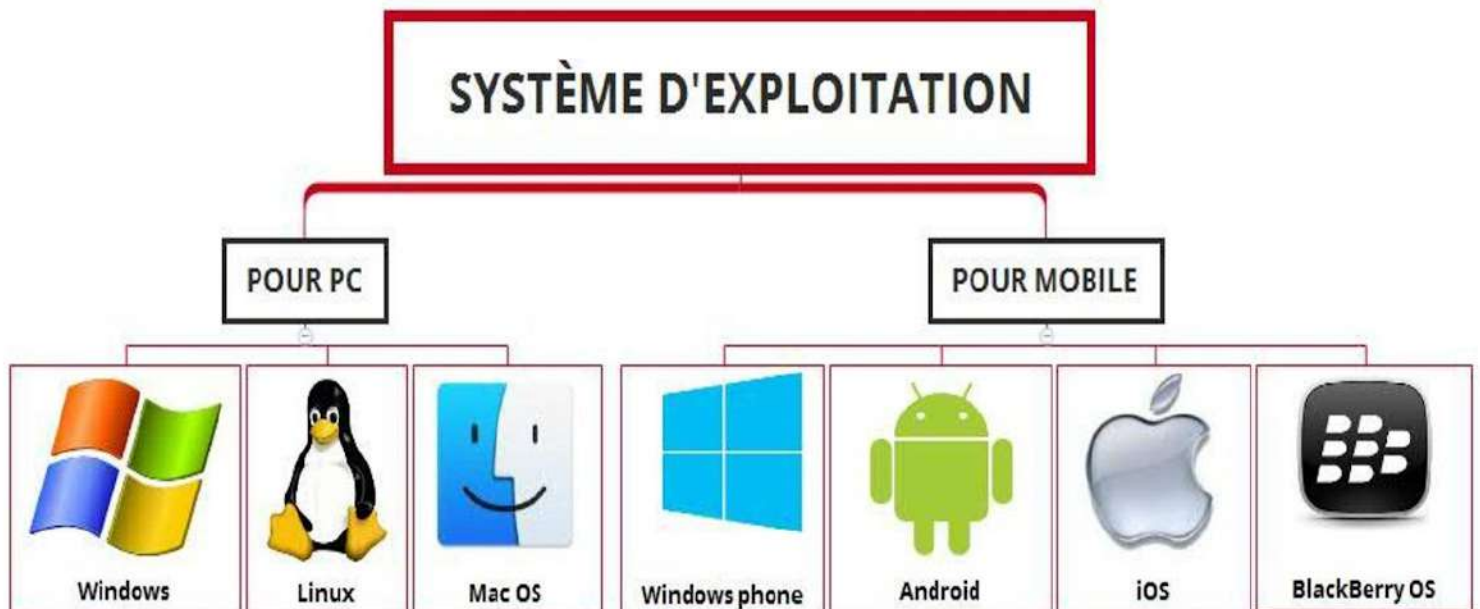 SYSTÈME D'EXPLOITATION
POUR PC
POUR MOBILE
Windows
Linux
Mac OS
Windows phone
Android
iOS
BlackBerry OS